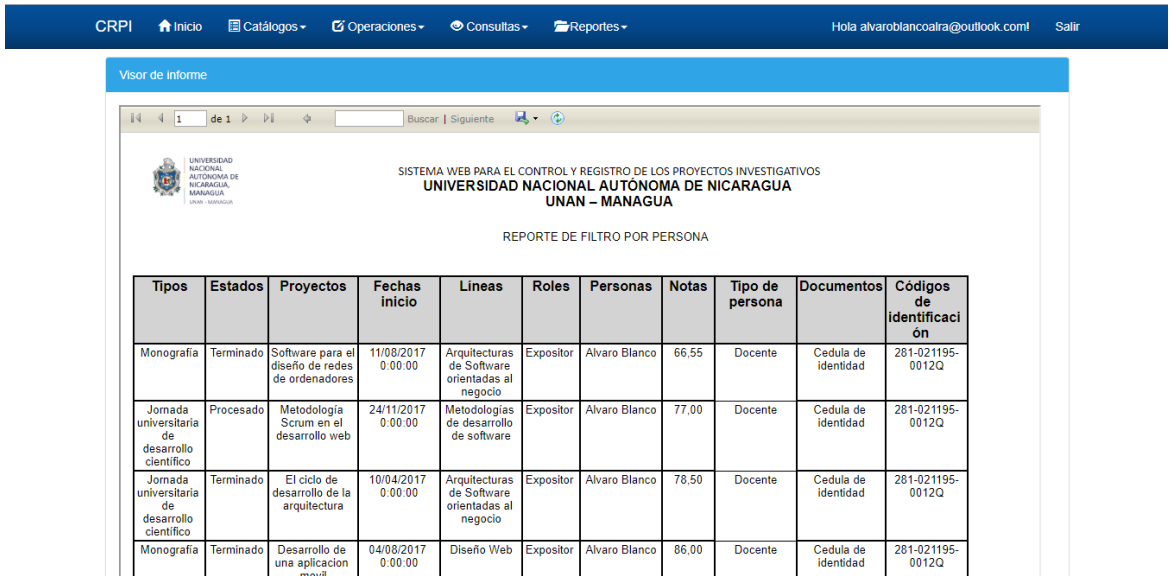 CRPI Inicio Catálogos Operaciones Consultas Reportes Hola alvaroblancoalra@outlook.com! Salir
Visor de informe
1 de 1 Buscar | Siguiente
UNIVERSIDAD
NACIONAL
AUTÓNOMA DE
NICARAGUA,
MANAGUA
UNAN - MANAGUA
SISTEMA WEB PARA EL CONTROL Y REGISTRO DE LOS PROYECTOS INVESTIGATIVOS
UNIVERSIDAD NACIONAL AUTÓNOMA DE NICARAGUA
UNAN – MANAGUA
REPORTE DE FILTRO POR PERSONA
Tipos Estados Proyectos Fechas Lineas Roles Personas Notas Tipo de Documentos Códigos
inicio persona de
identificaci
ón
Monografía Terminado Software para el 11/08/2017 Arquitecturas Expositor Alvaro Blanco 66,55 Docente Cedula de 281-021195-
diseño de redes 0:00:00 de Software identidad 0012Q
de ordenadores orientadas al
negocio
Jornada Procesado Metodología 24/11/2017 Metodologías Expositor Alvaro Blanco 77,00 Docente Cedula de 281-021195-
universitaria Scrum en el 0:00:00 de desarrollo identidad 0012Q
de desarrollo web de software
desarrollo
científico
Jornada Terminado El ciclo de 10/04/2017 Arquitecturas Expositor Alvaro Blanco 78,50 Docente Cedula de 281-021195-
universitaria desarrollo de la 0:00:00 de Software identidad 0012Q
de arquitectura orientadas al
desarrollo negocio
científico
Monografía Terminado Desarrollo de 04/08/2017 Diseño Web Expositor Alvaro Blanco 86,00 Docente Cedula de 281-021195-
una aplicacion 0:00:00 identidad 0012Q
movil